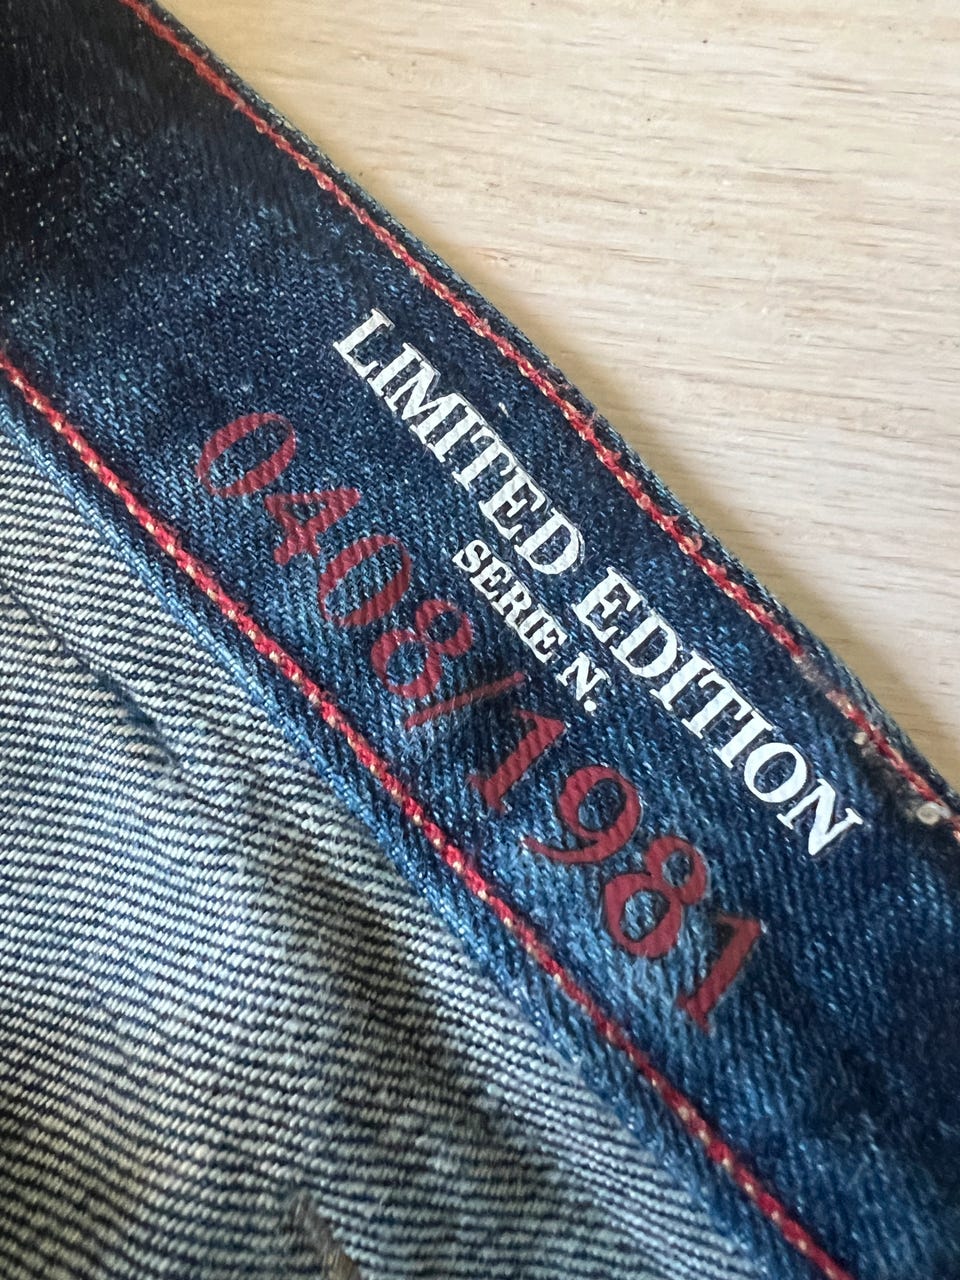 LIMITED EDITION
SERIE N.
0408/1981